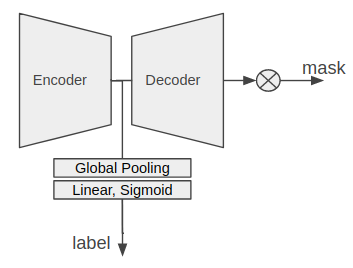 mask
Encoder
Decoder
Global Pooling
Linear, Sigmoid
label